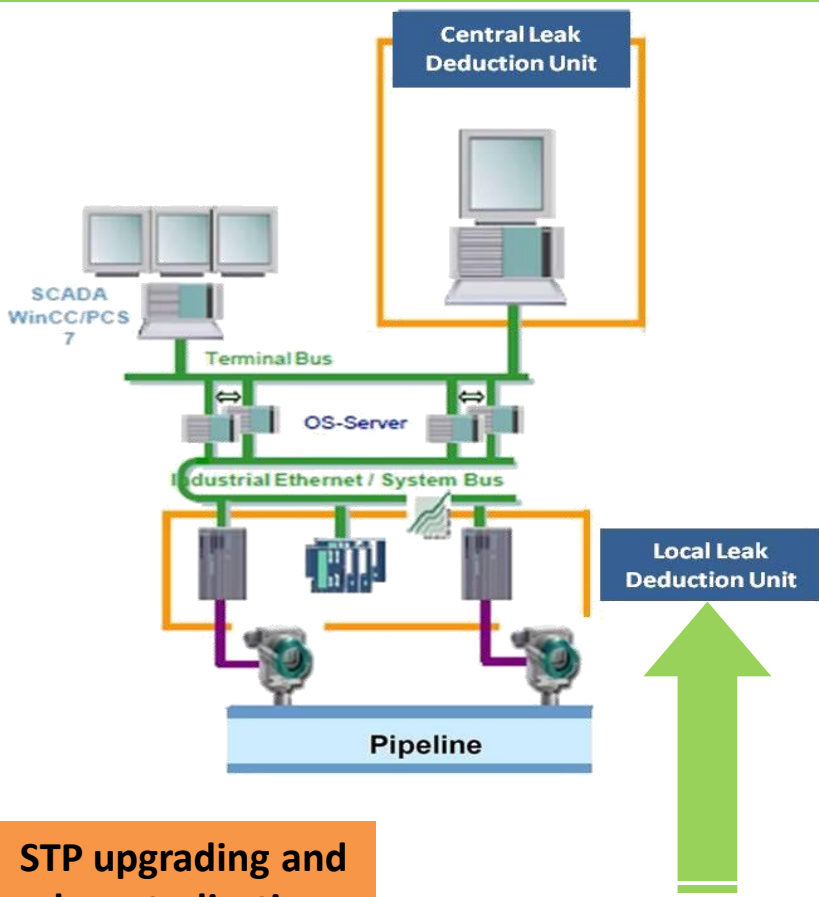 Central Leak
Deduction Unit
SCADA
WinCC/PCS
7
Terminal Bus
OS-Server
Industrial Ethernet / System Bus
Local Leak
Deduction Unit
Pipeline
STP upgrading and